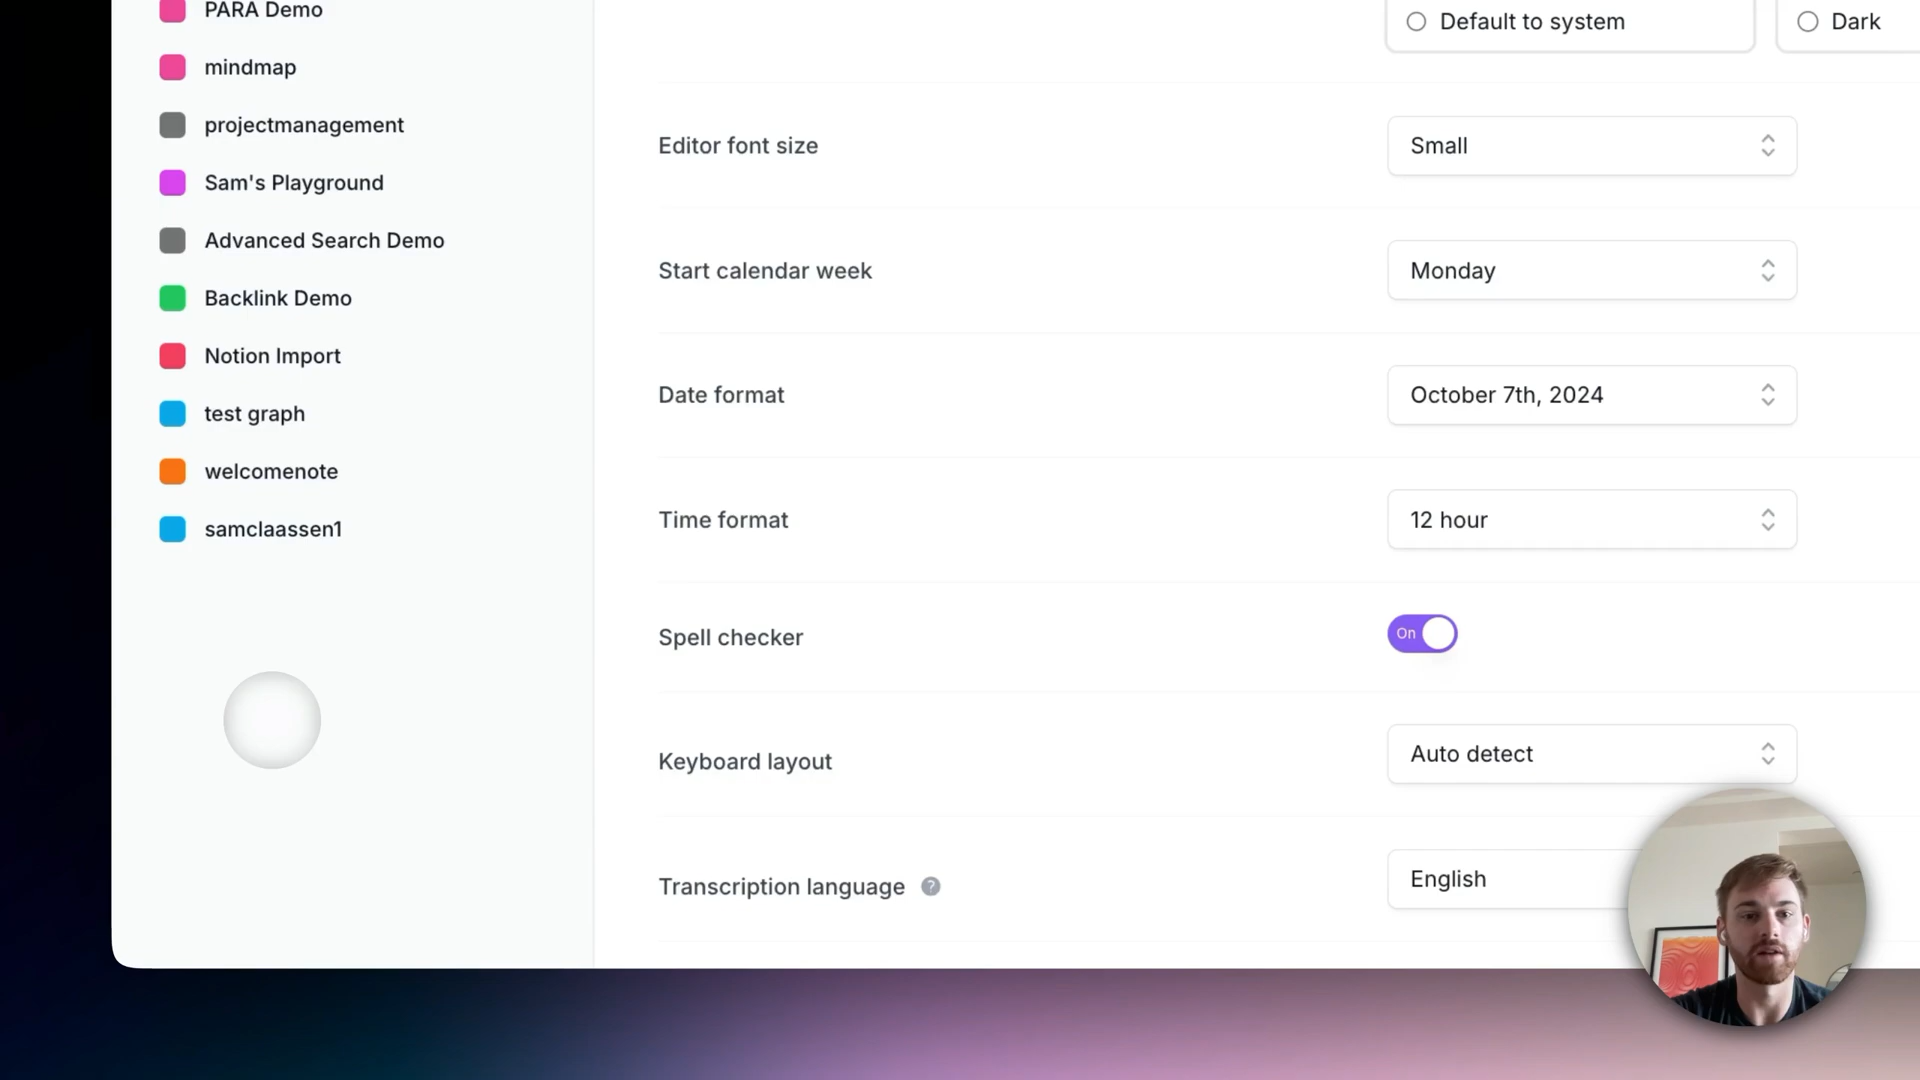 PARA Demo
mindmap
projectmanagement
Sam's Playground
Advanced Search Demo
Backlink Demo
Notion Import
test graph
welcomenote
samclaassen1
Default to system
Dark
Editor font size
Small
Start calendar week
Monday
Date format
October 7th, 2024
Time format
12 hour
Spell checker
On
Keyboard layout
Auto detect
Transcription language ?
English